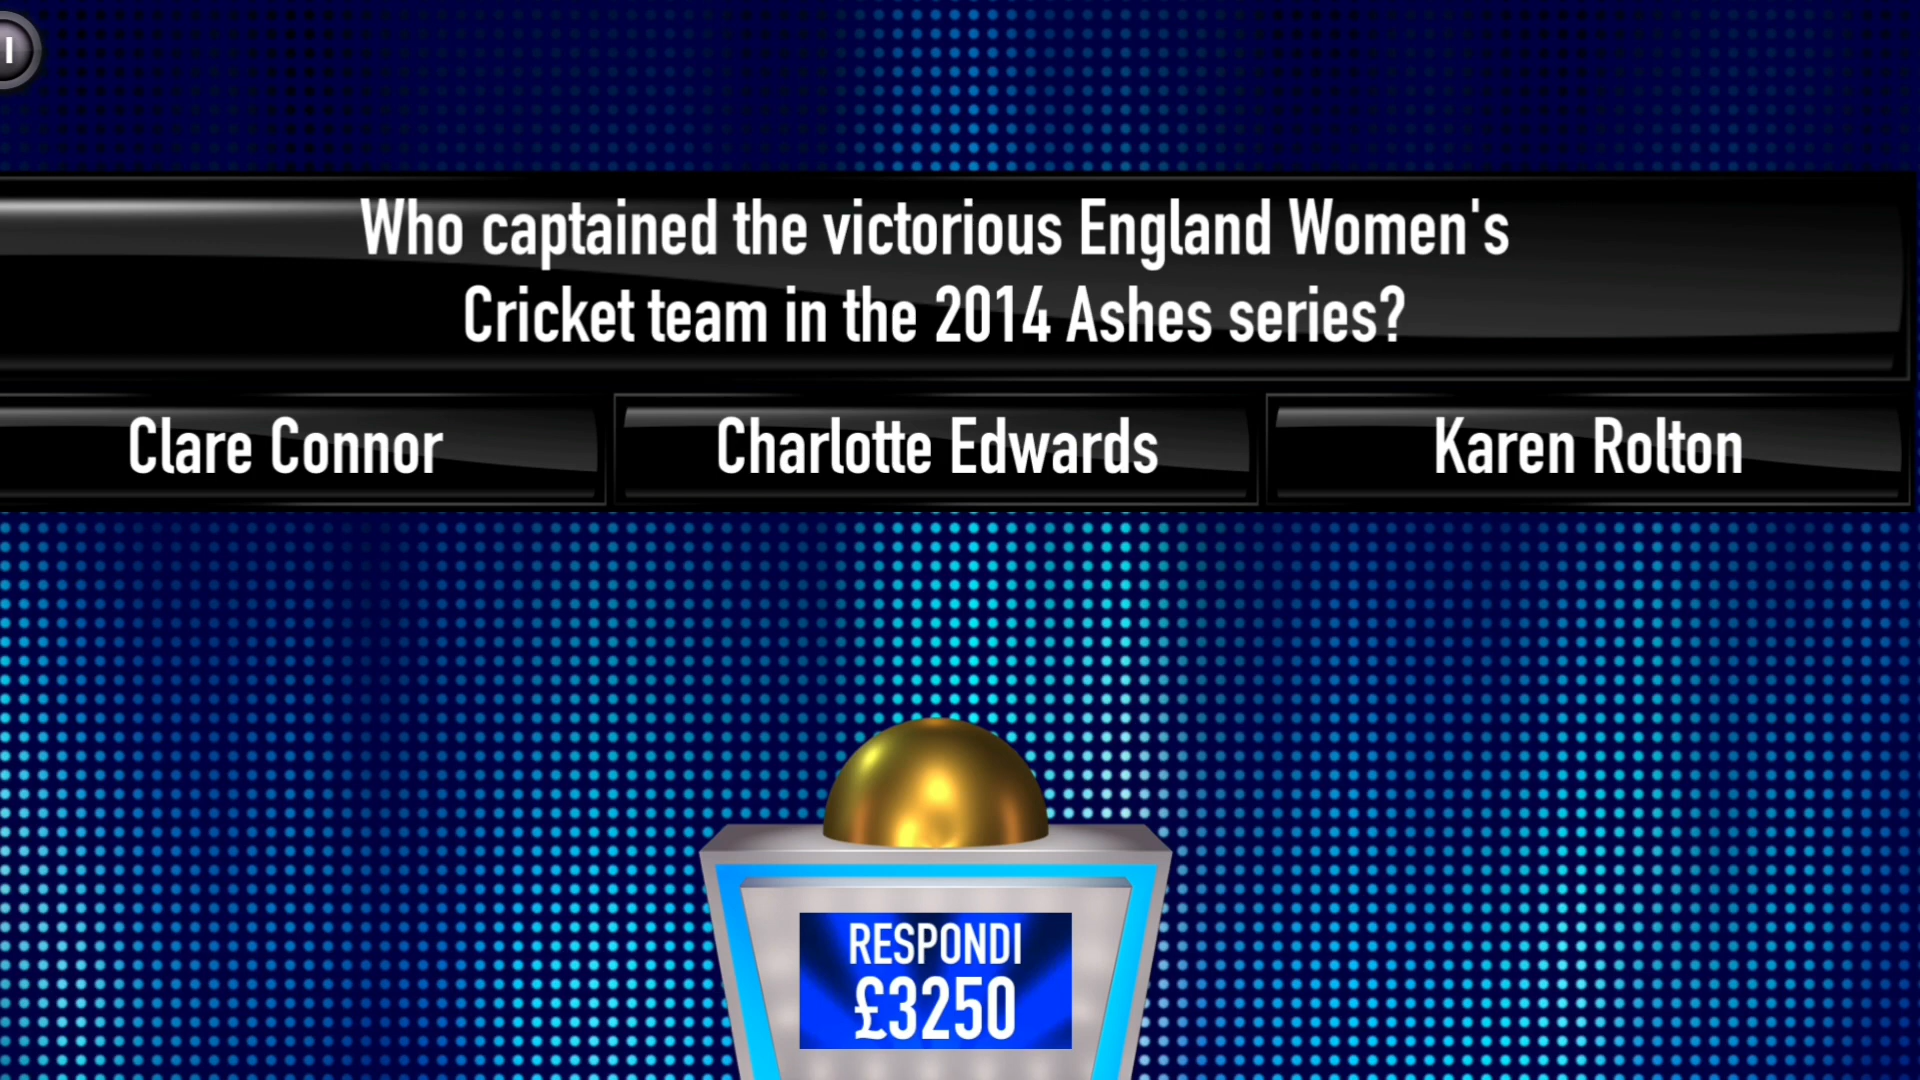 Who captained the victorious England Women's
Cricket team in the 2014 Ashes series?
Clare Connor
Charlotte Edwards
Karen Rolton
RESPONDI
£3250